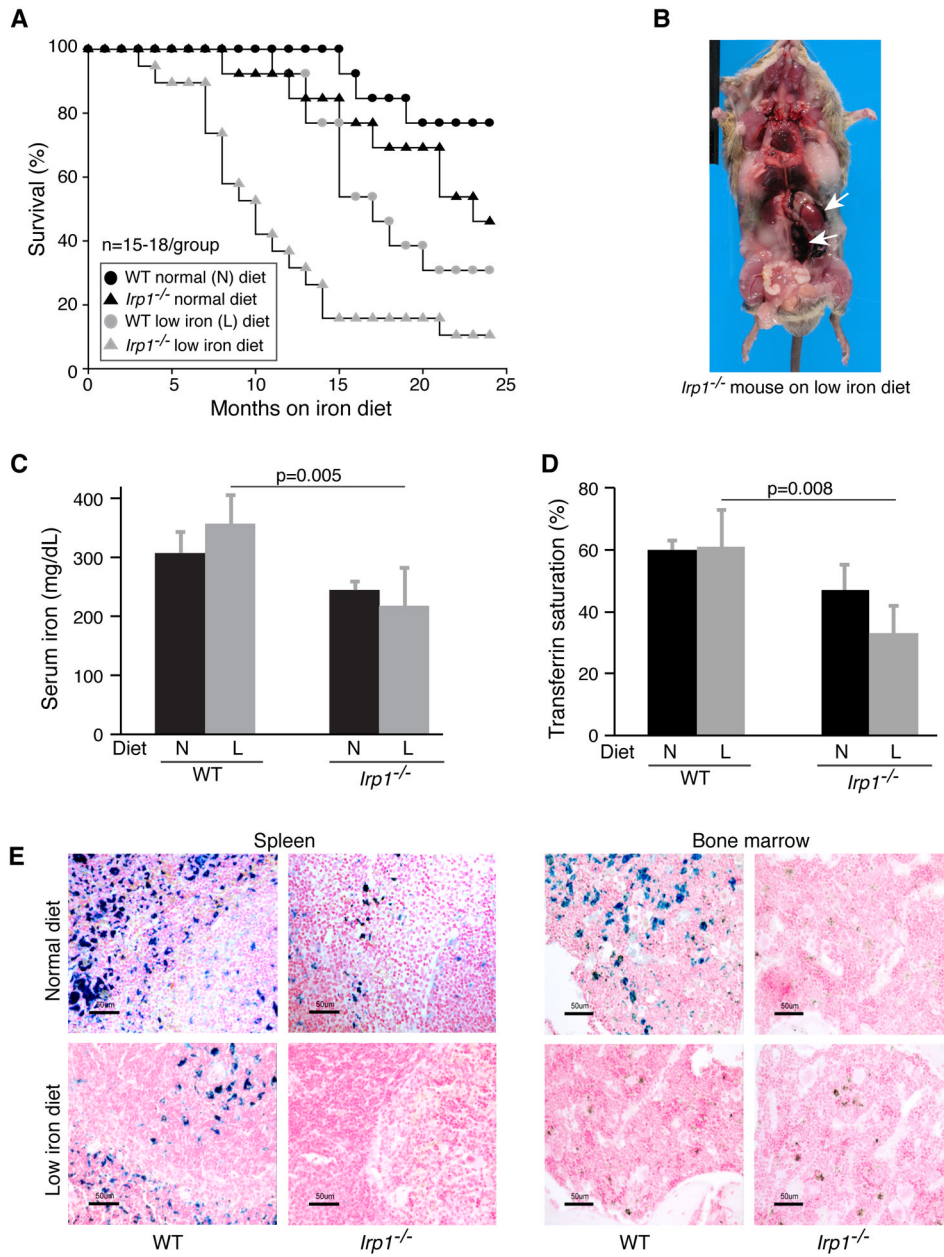 A
100
80
60
40
20
0
Survival (%)
n=15-18/group
WT normal (N) diet
Irp1-/- normal diet
WT low iron (L) diet
Irp1-/- low iron diet
0 5 10 15 20 25
Months on iron diet
B
Irp1-/- mouse on low iron diet
C
p=0.005
400
300
200
100
0
Serum iron (mg/dL)
Diet N L N L
WT Irp1-/-
D
p=0.008
80
60
40
20
0
Transferrin saturation (%)
Diet N L N L
WT Irp1-/-
E
Spleen Bone marrow
Normal diet
50um 50um 50um 50um
Low iron diet
50um 50um 50um 50um
WT Irp1-/- WT Irp1-/-